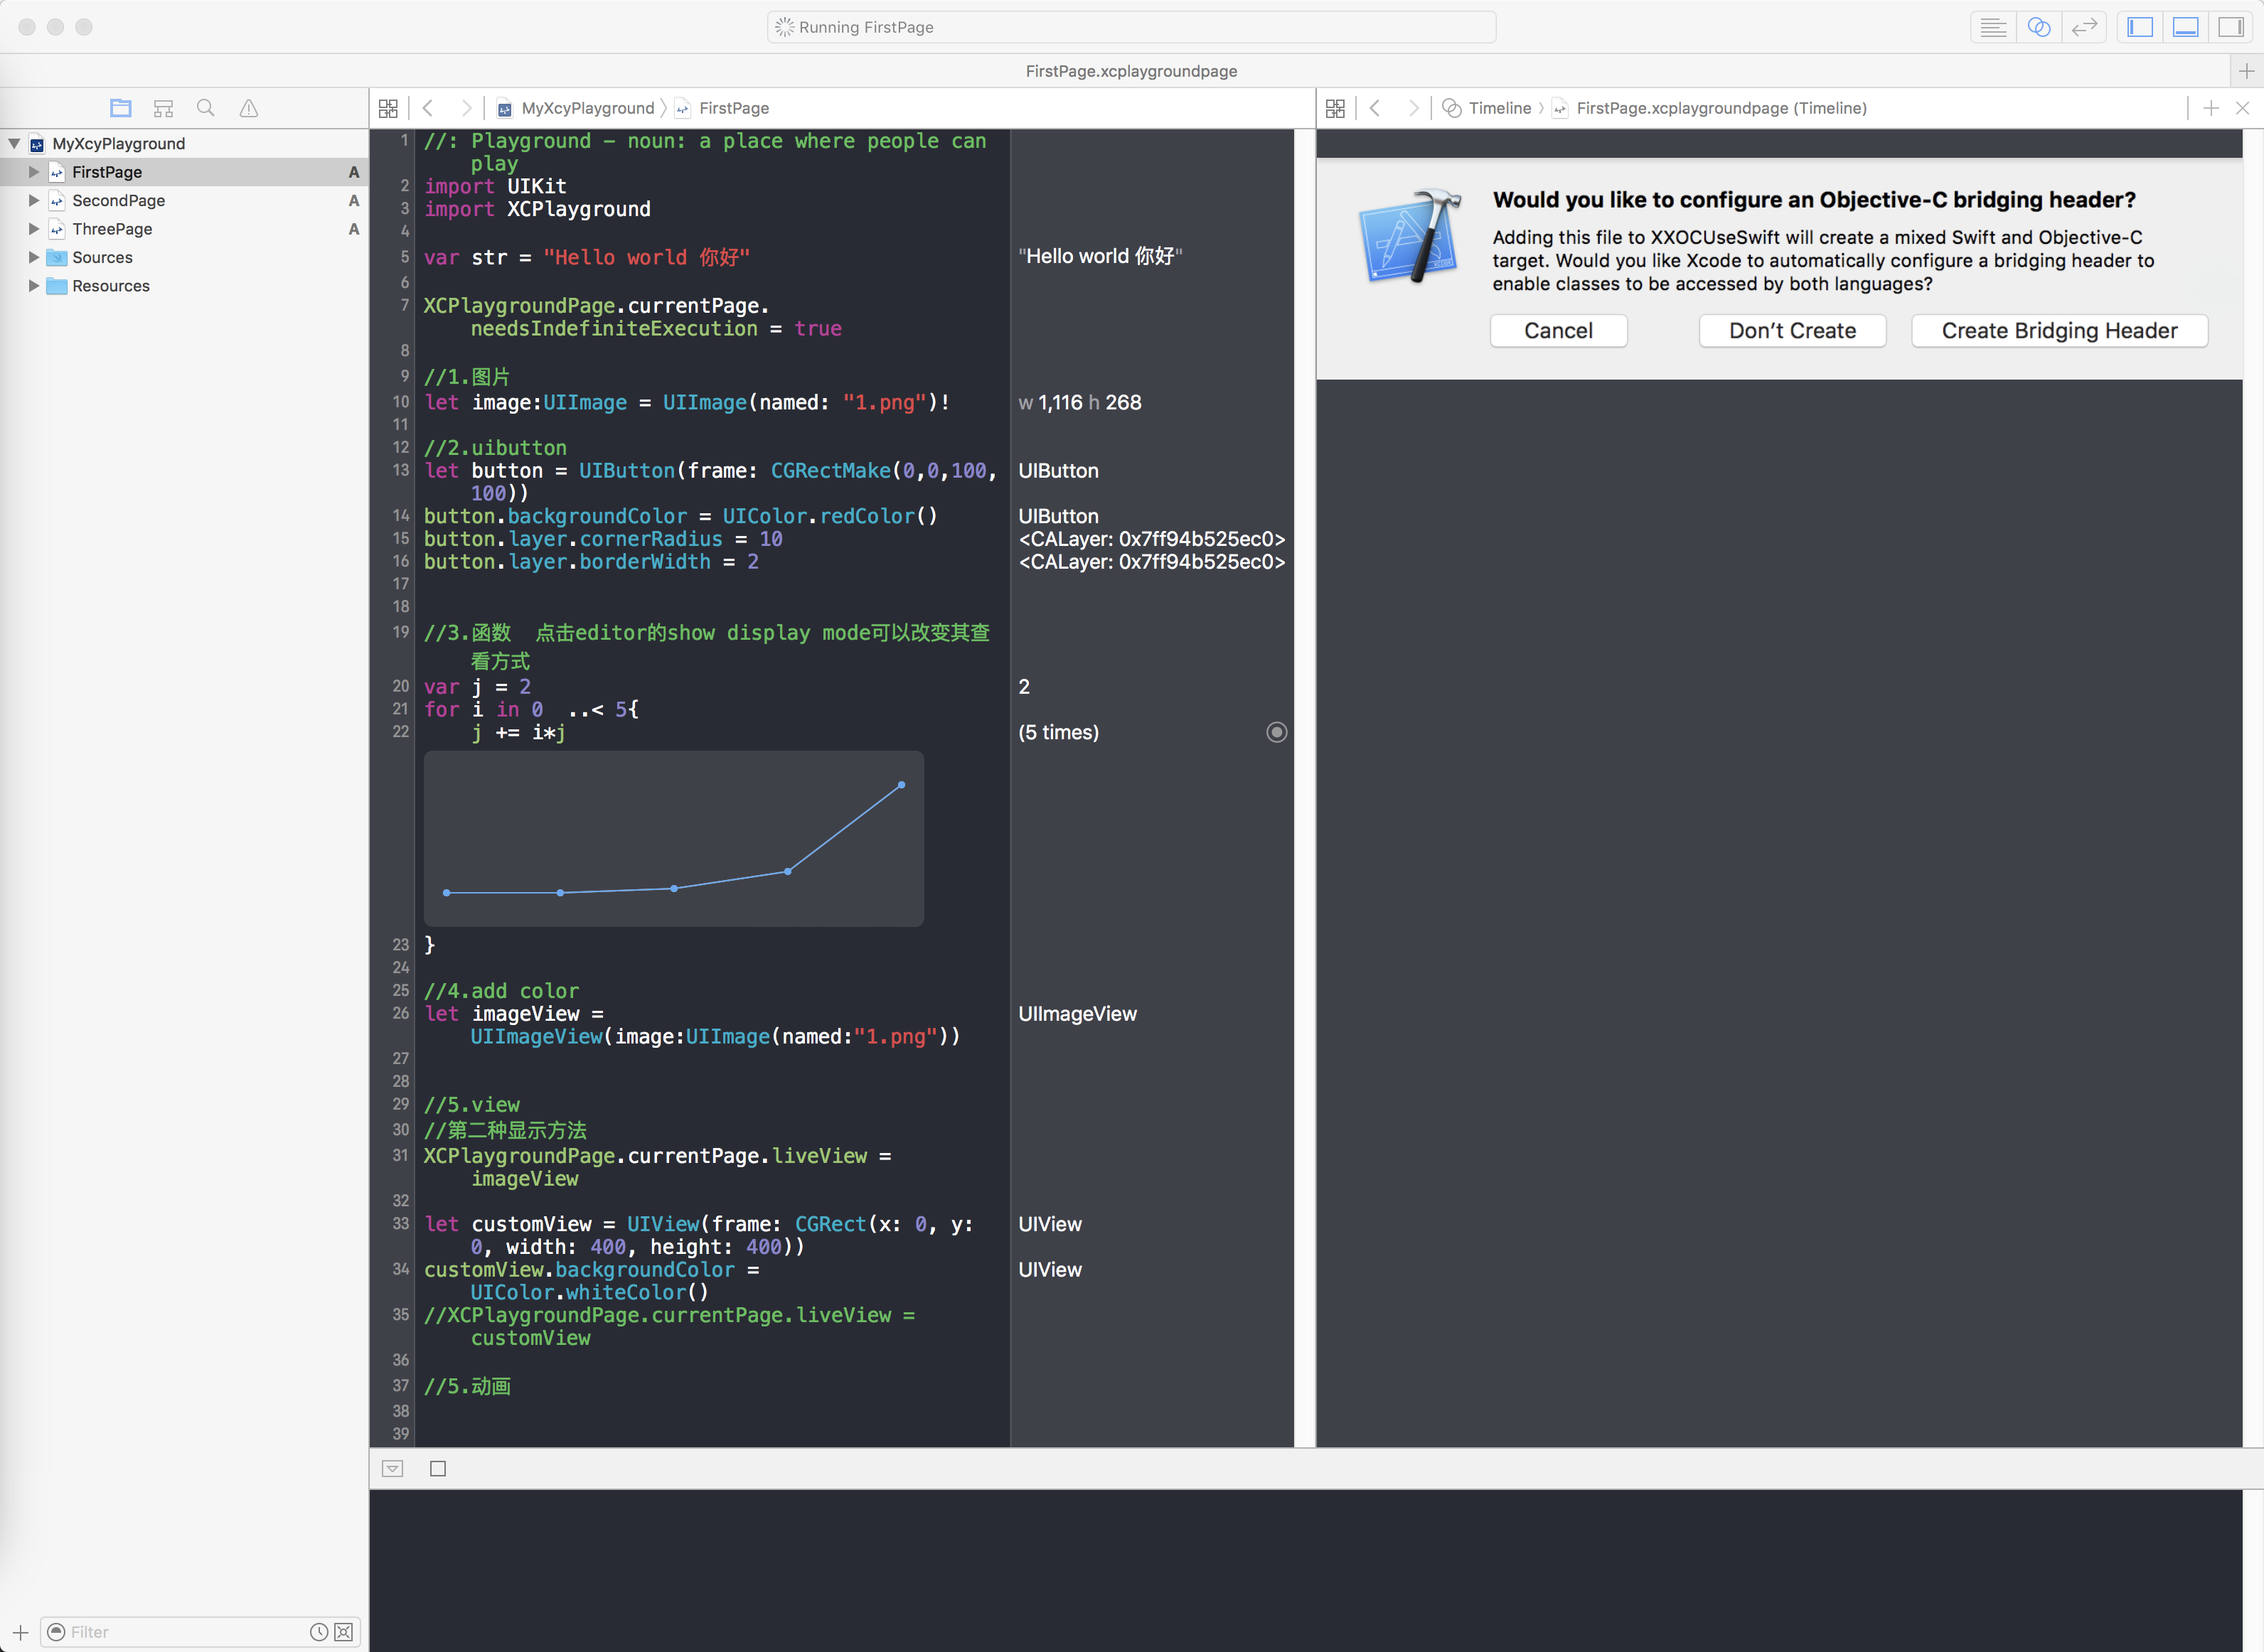 Running FirstPage
FirstPage.xcplaygroundpage
MyXcyPlayground
FirstPage A
SecondPage A
ThreePage A
Sources
Resources
Filter
MyXcyPlayground 〉 FirstPage
1 //: Playground - noun: a place where people can
play
2 import UIKit
3 import XCPlayground
4
5 var str = "Hello world 你好"
"Hello world 你好"
6
7 XCPlaygroundPage.currentPage.
needsIndefiniteExecution = true
8
9 //1.图片
10 let image:UIImage = UIImage(named: "1.png")!
w 1,116 h 268
11
12 //2.uibutton
13 let button = UIButton(frame: CGRectMake(0,0,100,
100))
UIButton
14 button.backgroundColor = UIColor.redColor()
UIButton
15 button.layer.cornerRadius = 10
<CALayer: 0x7ff94b525ec0>
16 button.layer.borderWidth = 2
<CALayer: 0x7ff94b525ec0>
17
18
19 //3.函数  点击editor的show display mode可以改变其查
看方式
20 var j = 2
2
21 for i in 0  ..< 5{
22 j += i*j
(5 times)
23 }
24
25 //4.add color
26 let imageView =
UIImageView(image:UIImage(named:"1.png"))
UIImageView
27
28
29 //5.view
30 //第二种显示方法
31 XCPlaygroundPage.currentPage.liveView =
imageView
32
33 let customView = UIView(frame: CGRect(x: 0, y:
0, width: 400, height: 400))
UIView
34 customView.backgroundColor =
UIColor.whiteColor()
UIView
35 //XCPlaygroundPage.currentPage.liveView =
customView
36
37 //5.动画
38
39
Timeline 〉 FirstPage.xcplaygroundpage (Timeline)
Would you like to configure an Objective-C bridging header?
Adding this file to XXOCUseSwift will create a mixed Swift and Objective-C
target. Would you like Xcode to automatically configure a bridging header to
enable classes to be accessed by both languages?
Cancel
Don't Create
Create Bridging Header